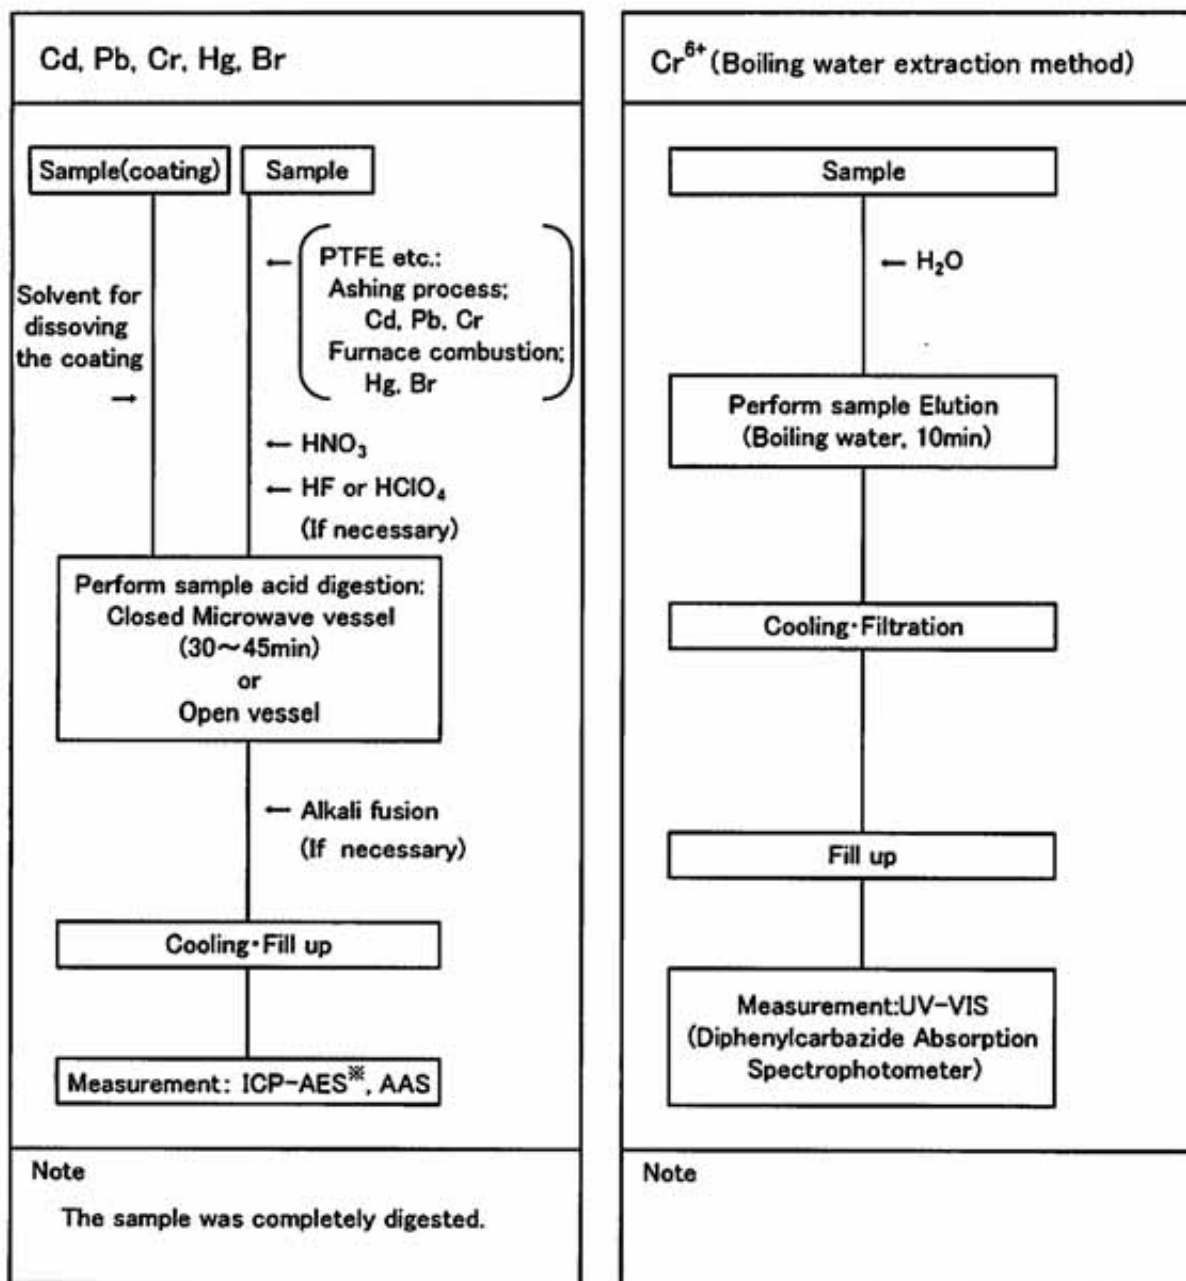 Cd, Pb, Cr, Hg, Br
Sample(coating)
Sample
PTFE etc.:
Ashing process;
Cd, Pb, Cr
Furnace combustion;
Hg, Br
Solvent for
dissoving
the coating
→
← HNO₃
← HF or HClO₄
(If necessary)
Perform sample acid digestion:
Closed Microwave vessel
(30～45min)
or
Open vessel
← Alkali fusion
(If necessary)
Cooling・Fill up
Measurement: ICP-AES※, AAS
Note
The sample was completely digested.
Cr⁶⁺(Boiling water extraction method)
Sample
← H₂O
Perform sample Elution
(Boiling water, 10min)
Cooling・Filtration
Fill up
Measurement:UV-VIS
(Diphenylcarbazide Absorption
Spectrophotometer)
Note